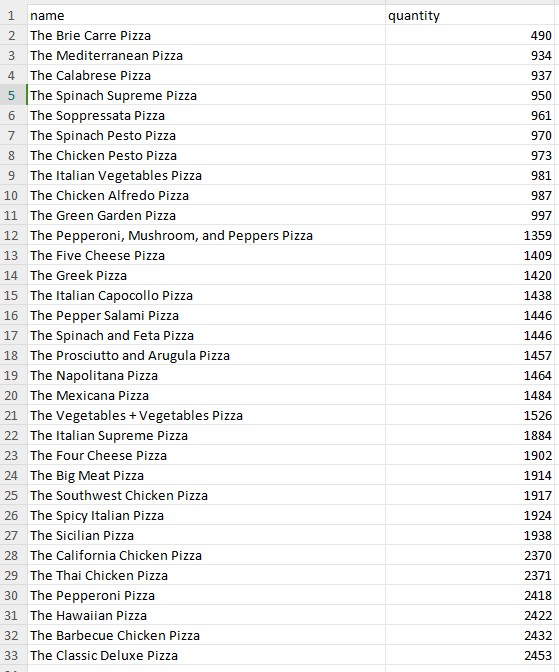 1 name quantity
2 The Brie Carre Pizza 490
3 The Mediterranean Pizza 934
4 The Calabrese Pizza 937
5 The Spinach Supreme Pizza 950
6 The Soppressata Pizza 961
7 The Spinach Pesto Pizza 970
8 The Chicken Pesto Pizza 973
9 The Italian Vegetables Pizza 981
10 The Chicken Alfredo Pizza 987
11 The Green Garden Pizza 997
12 The Pepperoni, Mushroom, and Peppers Pizza 1359
13 The Five Cheese Pizza 1409
14 The Greek Pizza 1420
15 The Italian Capocollo Pizza 1438
16 The Pepper Salami Pizza 1446
17 The Spinach and Feta Pizza 1446
18 The Prosciutto and Arugula Pizza 1457
19 The Napolitana Pizza 1464
20 The Mexicana Pizza 1484
21 The Vegetables + Vegetables Pizza 1526
22 The Italian Supreme Pizza 1884
23 The Four Cheese Pizza 1902
24 The Big Meat Pizza 1914
25 The Southwest Chicken Pizza 1917
26 The Spicy Italian Pizza 1924
27 The Sicilian Pizza 1938
28 The California Chicken Pizza 2370
29 The Thai Chicken Pizza 2371
30 The Pepperoni Pizza 2418
31 The Hawaiian Pizza 2422
32 The Barbecue Chicken Pizza 2432
33 The Classic Deluxe Pizza 2453